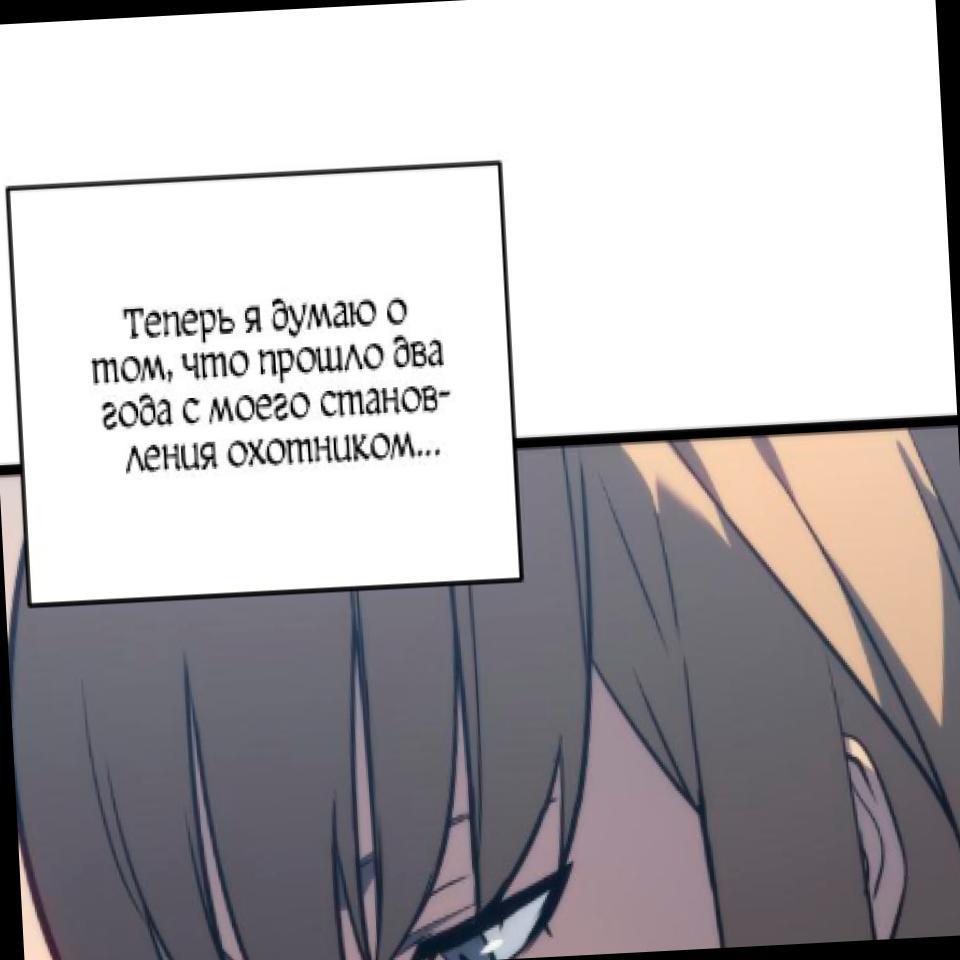 Теперь я думаю о
том, что прошло два
года с моего станов-
ления охотником...